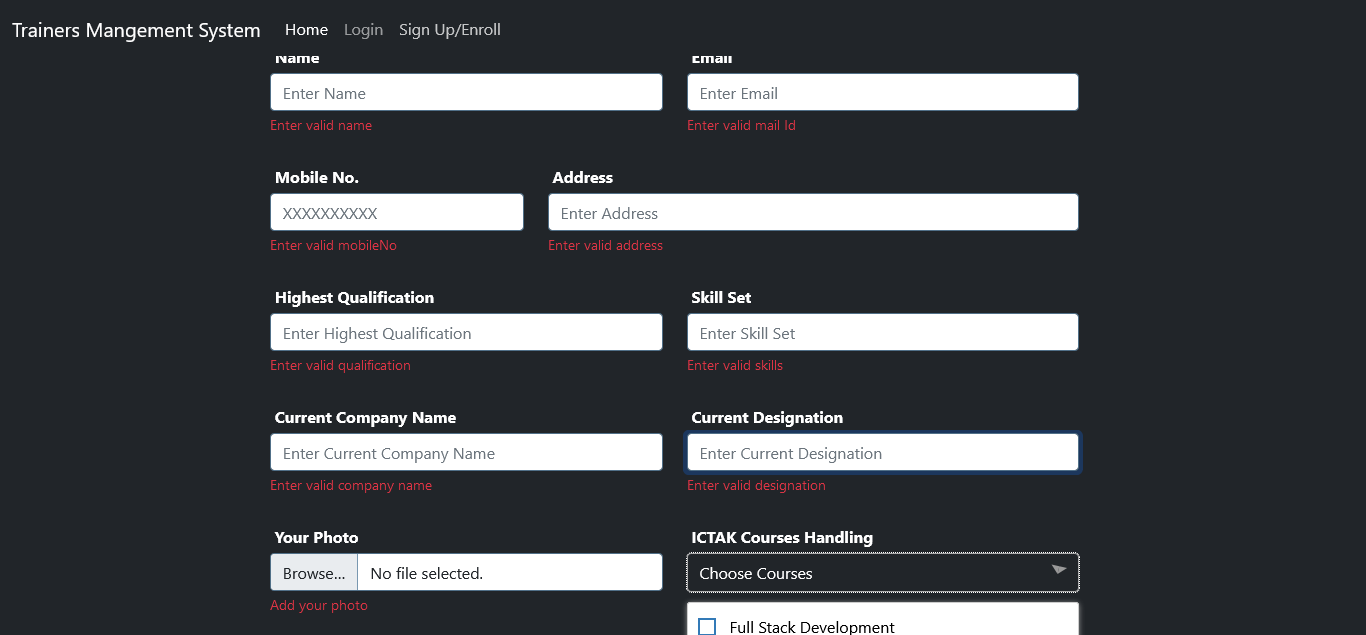 Trainers Mangement System Home Login Sign Up/Enroll
Name Email
Enter Name Enter Email
Enter valid name Enter valid mail Id
Mobile No. Address
XXXXXXXXXX Enter Address
Enter valid mobileNo Enter valid address
Highest Qualification Skill Set
Enter Highest Qualification Enter Skill Set
Enter valid qualification Enter valid skills
Current Company Name Current Designation
Enter Current Company Name Enter Current Designation
Enter valid company name Enter valid designation
Your Photo ICTAK Courses Handling
Browse... No file selected. Choose Courses
Add your photo
Full Stack Development